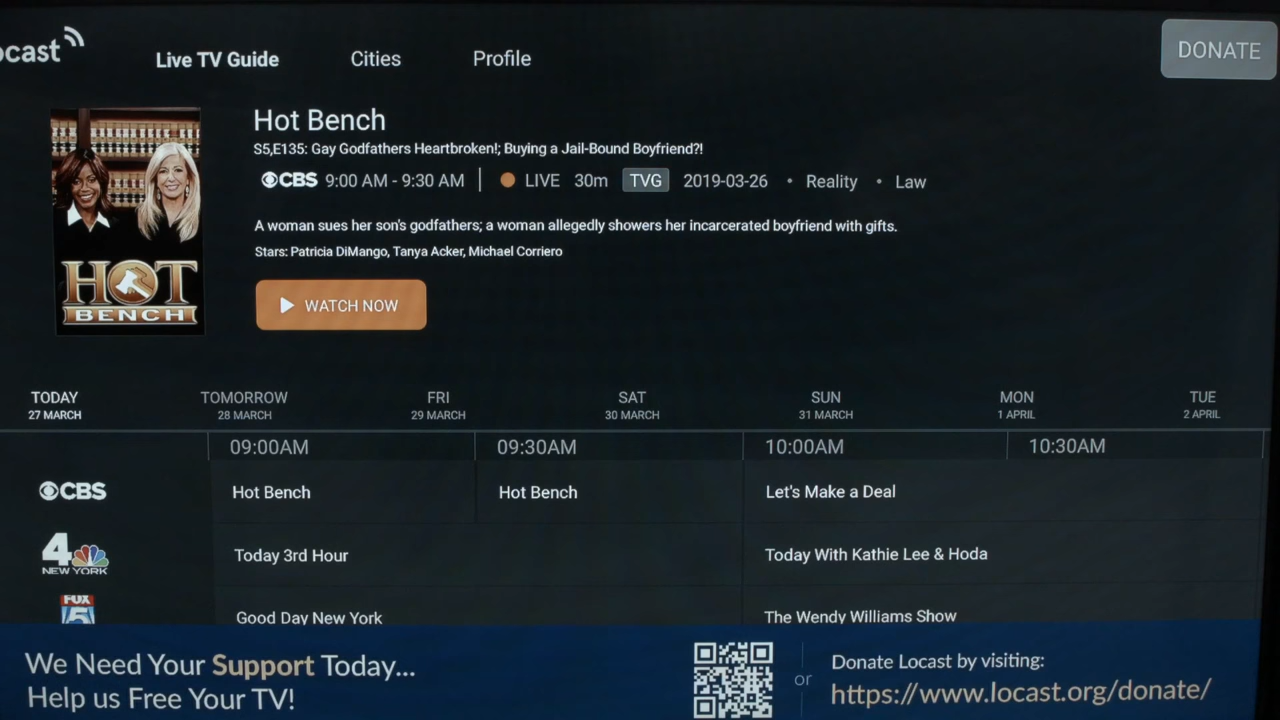 ocast
Live TV Guide
Cities
Profile
DONATE
Hot Bench
S5,E135: Gay Godfathers Heartbroken!; Buying a Jail-Bound Boyfriend?!
CBS 9:00 AM - 9:30 AM | LIVE 30m TVG 2019-03-26 • Reality • Law
A woman sues her son's godfathers; a woman allegedly showers her incarcerated boyfriend with gifts.
Stars: Patricia DiMango, Tanya Acker, Michael Corriero
HOT
BENCH
WATCH NOW
TODAY
27 MARCH
TOMORROW
28 MARCH
FRI
29 MARCH
SAT
30 MARCH
SUN
31 MARCH
MON
1 APRIL
TUE
2 APRIL
09:00AM
09:30AM
10:00AM
10:30AM
CBS
Hot Bench
Hot Bench
Let's Make a Deal
4
NEW YORK
Today 3rd Hour
Today With Kathie Lee & Hoda
FOX
5
Good Day New York
The Wendy Williams Show
We Need Your Support Today...
Help us Free Your TV!
or
Donate Locast by visiting:
https://www.locast.org/donate/